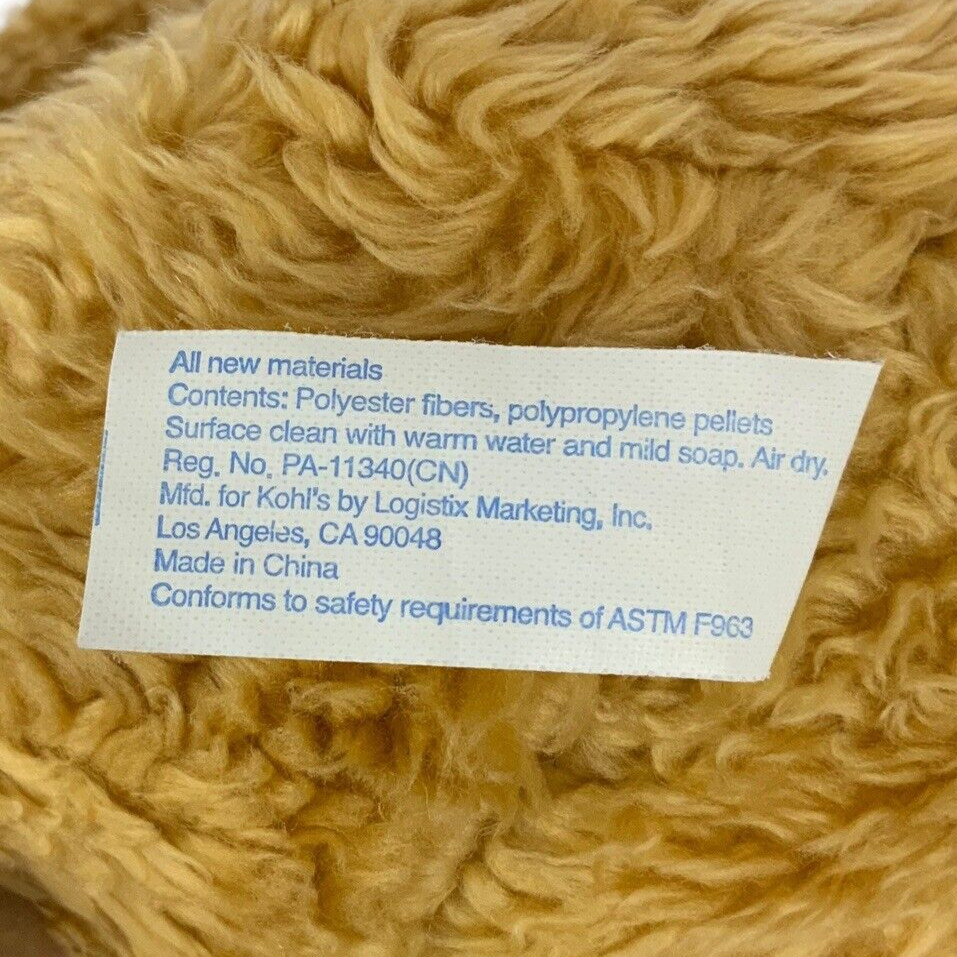 All new materials
Contents: Polyester fibers, polypropylene pellets
Surface clean with warm water and mild soap. Air dry.
Reg. No. PA-11340(CN)
Mfd. for Kohl's by Logistix Marketing, Inc.
Los Angeles, CA 90048
Made in China
Conforms to safety requirements of ASTM F963